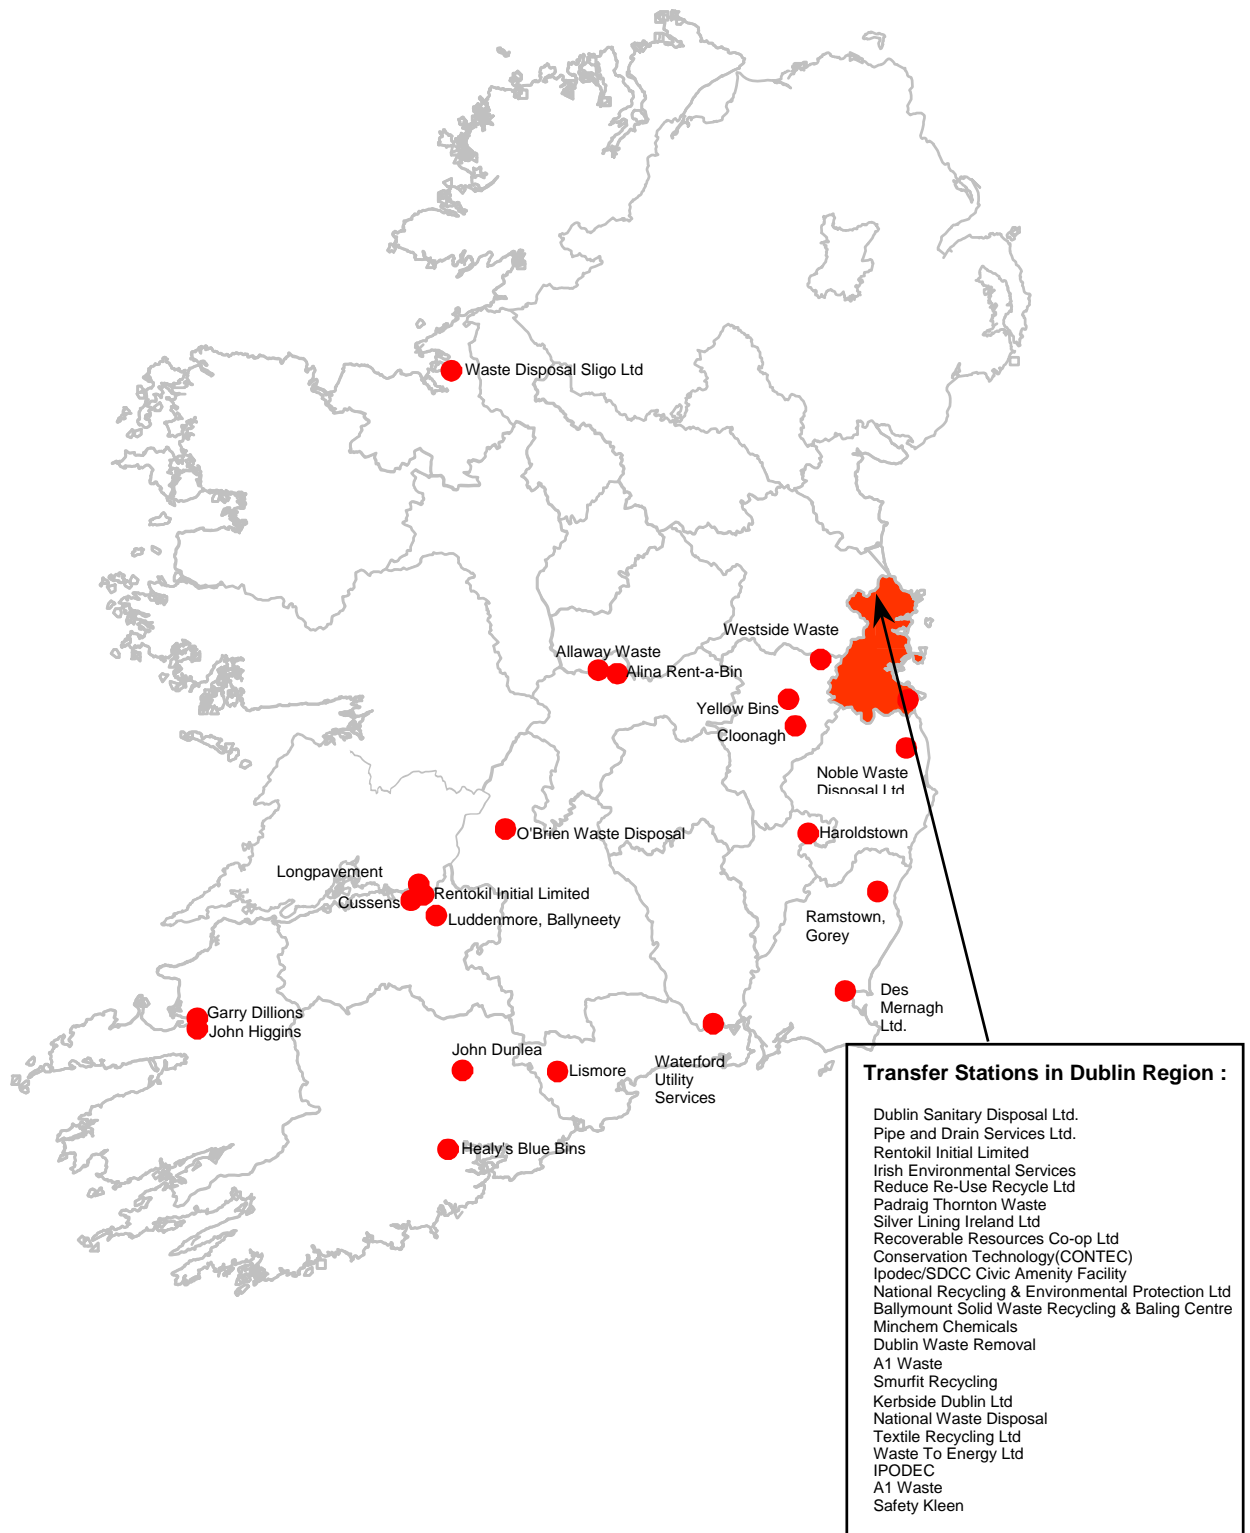 Waste Disposal Sligo Ltd
Westside Waste
Allaway Waste
Alina Rent-a-Bin
Yellow Bins
Cloonagh
Noble Waste
Disposal Ltd
O'Brien Waste Disposal
Haroldstown
Longpavement
Rentokil Initial Limited
Cussens
Luddenmore, Ballyneety
Ramstown,
Gorey
Des
Mernagh
Ltd.
Garry Dillions
John Higgins
John Dunlea
Lismore
Waterford
Utility
Services
Healy's Blue Bins
Transfer Stations in Dublin Region :
Dublin Sanitary Disposal Ltd.
Pipe and Drain Services Ltd.
Rentokil Initial Limited
Irish Environmental Services
Reduce Re-Use Recycle Ltd
Padraig Thornton Waste
Silver Lining Ireland Ltd
Recoverable Resources Co-op Ltd
Conservation Technology(CONTEC)
Ipodec/SDCC Civic Amenity Facility
National Recycling & Environmental Protection Ltd
Ballymount Solid Waste Recycling & Baling Centre
Minchem Chemicals
Dublin Waste Removal
A1 Waste
Smurfit Recycling
Kerbside Dublin Ltd
National Waste Disposal
Textile Recycling Ltd
Waste To Energy Ltd
IPODEC
A1 Waste
Safety Kleen